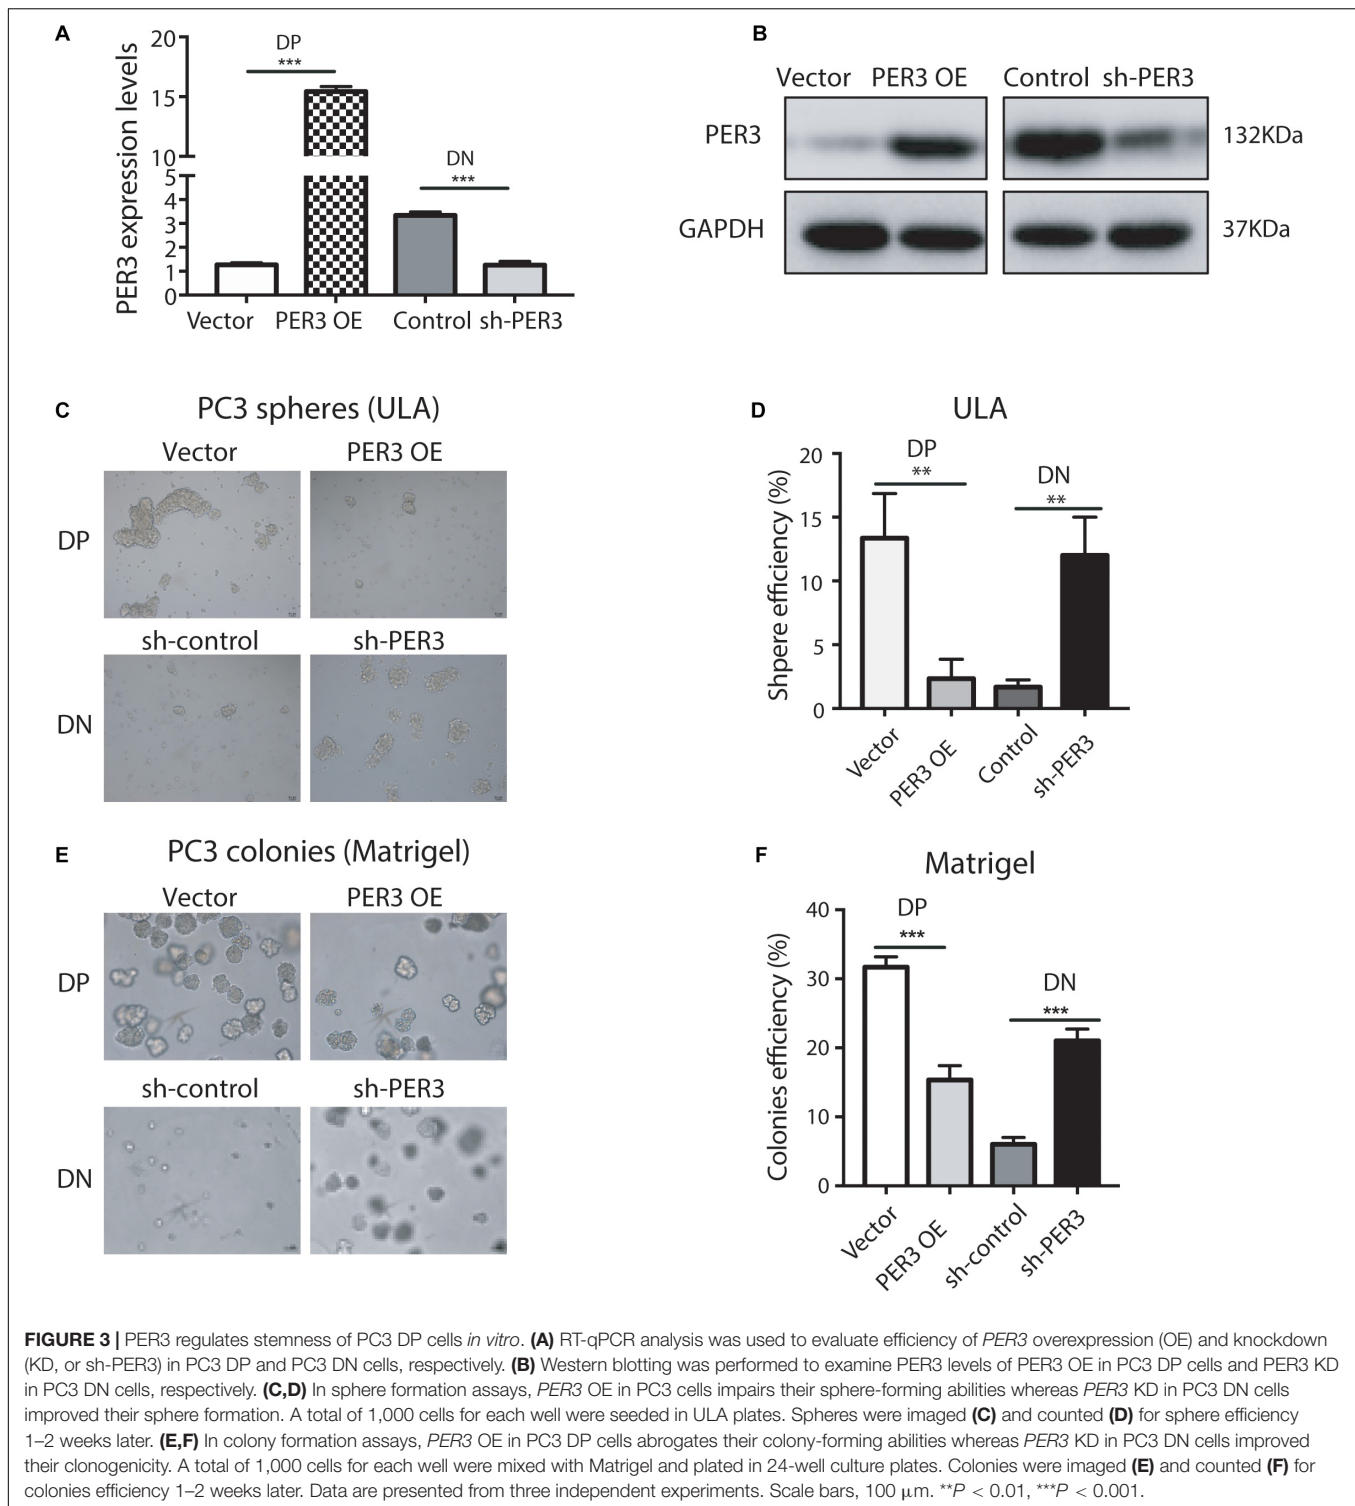 A
PER3 expression levels
20
15
10
5
4
3
2
1
0
DP
***
DN
***
Vector PER3 OE Control sh-PER3
B
Vector PER3 OE Control sh-PER3
PER3 132KDa
GAPDH 37KDa
C PC3 spheres (ULA)
Vector PER3 OE
DP
sh-control sh-PER3
DN
D ULA
Shpere efficiency (%)
20
15
10
5
0
DP
**
DN
**
Vector PER3 OE Control sh-PER3
E PC3 colonies (Matrigel)
Vector PER3 OE
DP
sh-control sh-PER3
DN
F Matrigel
Colonies efficiency (%)
40
30
20
10
0
DP
***
DN
***
Vector PER3 OE sh-control sh-PER3
FIGURE 3 | PER3 regulates stemness of PC3 DP cells in vitro. (A) RT-qPCR analysis was used to evaluate efficiency of PER3 overexpression (OE) and knockdown
(KD, or sh-PER3) in PC3 DP and PC3 DN cells, respectively. (B) Western blotting was performed to examine PER3 levels of PER3 OE in PC3 DP cells and PER3 KD
in PC3 DN cells, respectively. (C,D) In sphere formation assays, PER3 OE in PC3 cells impairs their sphere-forming abilities whereas PER3 KD in PC3 DN cells
improved their sphere formation. A total of 1,000 cells for each well were seeded in ULA plates. Spheres were imaged (C) and counted (D) for sphere efficiency
1–2 weeks later. (E,F) In colony formation assays, PER3 OE in PC3 DP cells abrogates their colony-forming abilities whereas PER3 KD in PC3 DN cells improved
their clonogenicity. A total of 1,000 cells for each well were mixed with Matrigel and plated in 24-well culture plates. Colonies were imaged (E) and counted (F) for
colonies efficiency 1–2 weeks later. Data are presented from three independent experiments. Scale bars, 100 μm. **P < 0.01, ***P < 0.001.